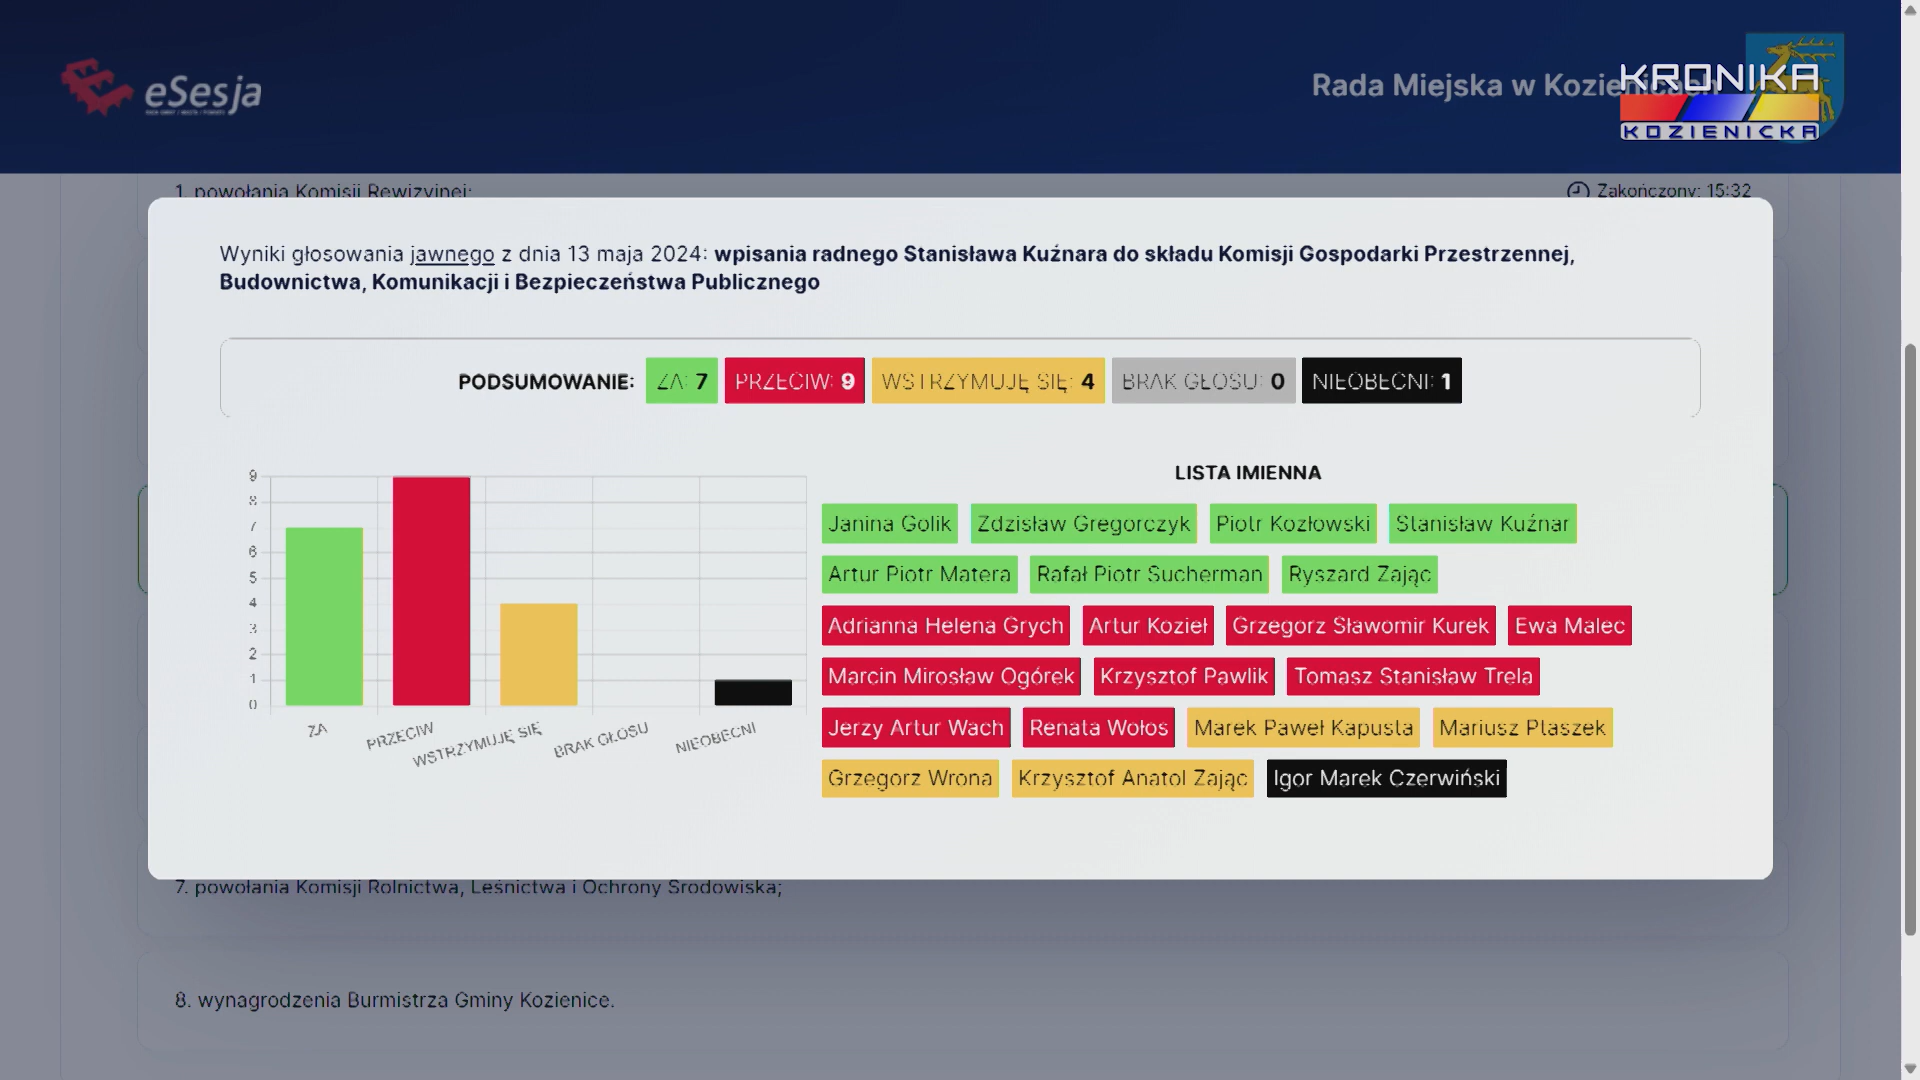 eSesja
Rada Miejska w Kozienicach
KRONIKA
KOZIENICKA
1. powołania Komisji Rewizyjnej;
Zakończony: 15:32
Wyniki głosowania jawnego z dnia 13 maja 2024: wpisania radnego Stanisława Kuźnara do składu Komisji Gospodarki Przestrzennej,
Budownictwa, Komunikacji i Bezpieczeństwa Publicznego
PODSUMOWANIE: ZA: 7 PRZECIW: 9 WSTRZYMUJĘ SIĘ: 4 BRAK GŁOSU: 0 NIEOBECNI: 1
9
8
7
6
5
4
3
2
1
0
ZA PRZECIW WSTRZYMUJĘ SIĘ BRAK GŁOSU NIEOBECNI
LISTA IMIENNA
Janina Golik Zdzisław Gregorczyk Piotr Kozłowski Stanisław Kuźnar
Artur Piotr Matera Rafał Piotr Sucherman Ryszard Zając
Adrianna Helena Grych Artur Kozieł Grzegorz Sławomir Kurek Ewa Malec
Marcin Mirosław Ogórek Krzysztof Pawlik Tomasz Stanisław Trela
Jerzy Artur Wach Renata Wołos Marek Paweł Kapusta Mariusz Ptaszek
Grzegorz Wrona Krzysztof Anatol Zając Igor Marek Czerwiński
7. powołania Komisji Rolnictwa, Leśnictwa i Ochrony Środowiska;
8. wynagrodzenia Burmistrza Gminy Kozienice.